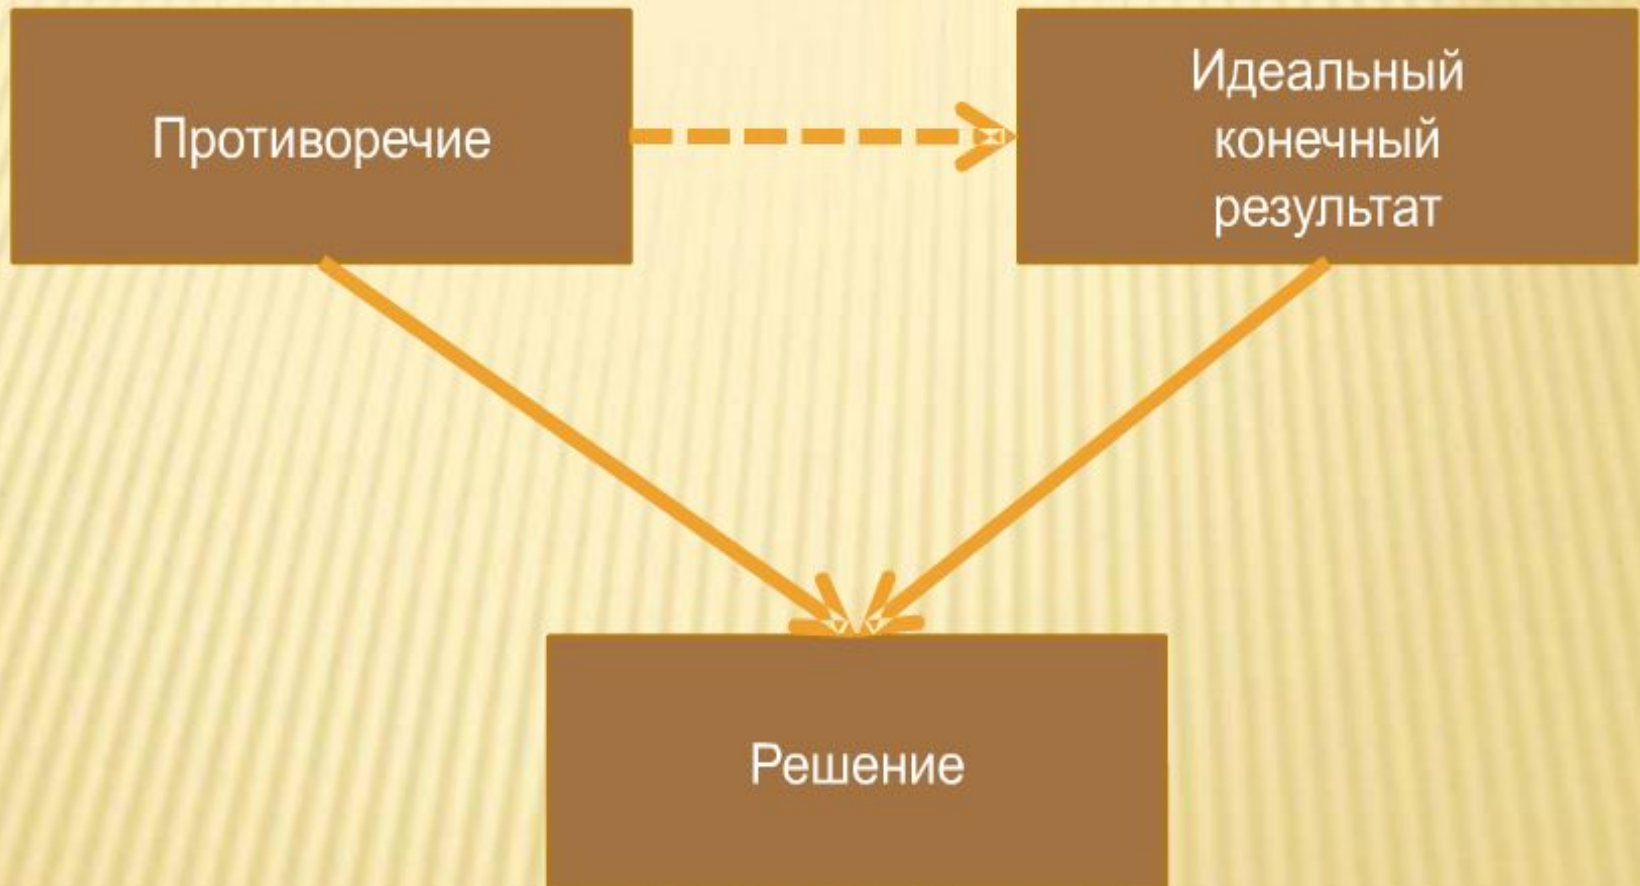 Противоречие
Идеальный
конечный
результат
Решение